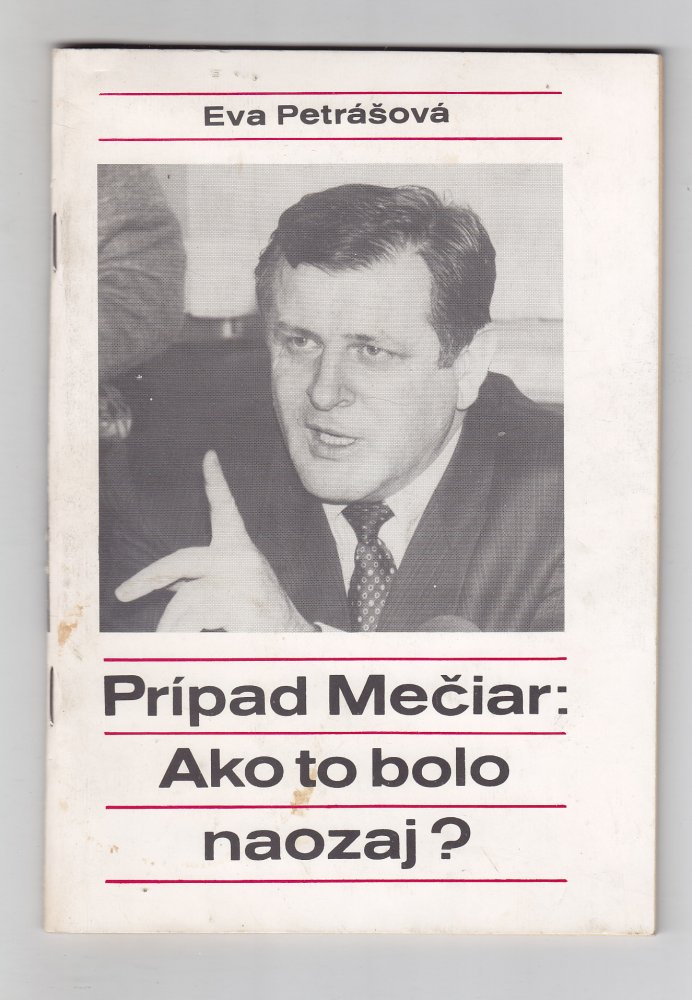 Eva Petrášová
Prípad Mečiar:
Ako to bolo
naozaj?